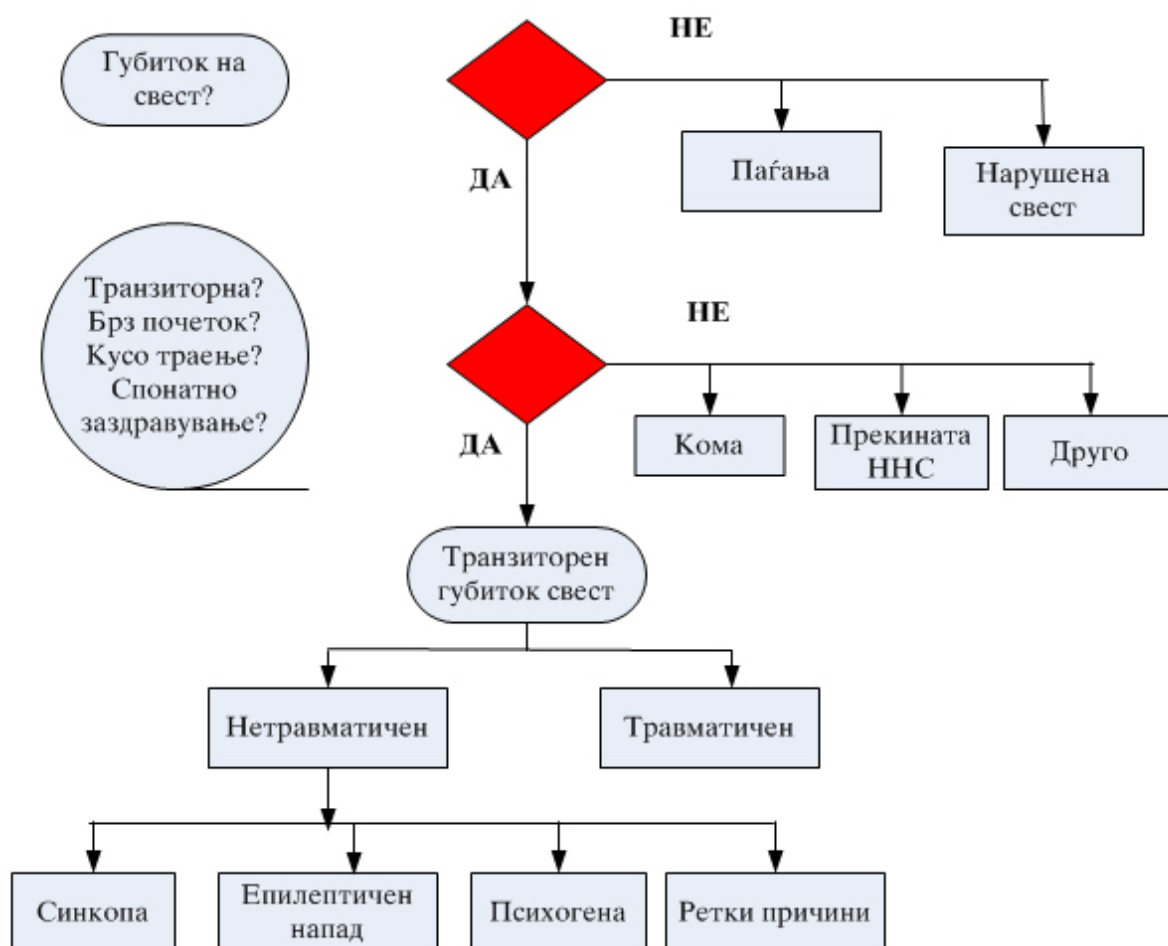 НЕ
Губиток на
свест?
ДА
Паѓања
Нарушена
свест
Транзиторна?
Брз почеток?
Кусо траење?
Спонатно
заздравување?
НЕ
ДА
Кома
Прекината
ННС
Друго
Транзиторен
губиток свест
Нетравматичен
Травматичен
Синкопа
Епилептичен
напад
Психогена
Ретки причини